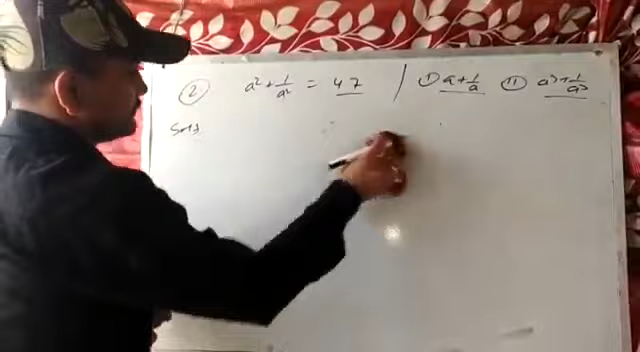 ② a² + 1/a² = 47 / Ⓘ a + 1/a Ⓘⓘ a³ + 1/a³
Sol: